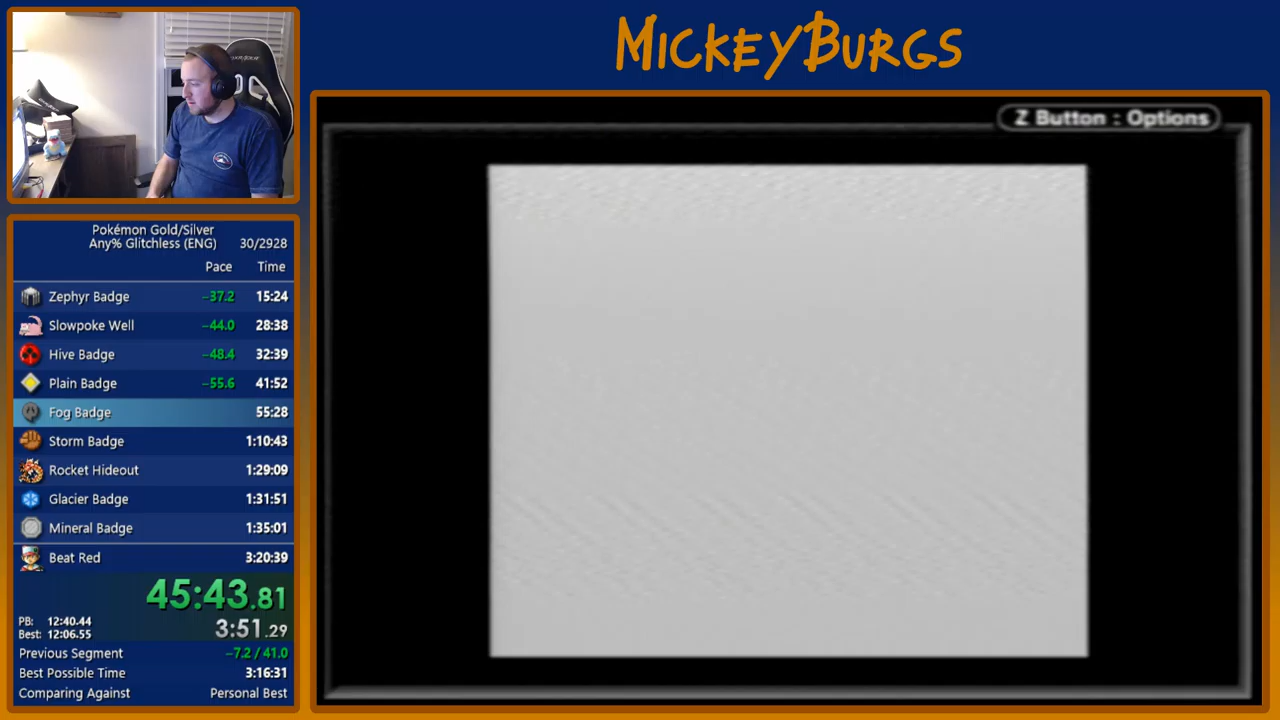 MICKEYBURGS
Z Button : Options
Pokémon Gold/Silver
Any% Glitchless (ENG) 30/2928
Pace Time
Zephyr Badge -37.2 15:24
Slowpoke Well -44.0 28:38
Hive Badge -48.4 32:39
Plain Badge -55.6 41:52
Fog Badge 55:28
Storm Badge 1:10:43
Rocket Hideout 1:29:09
Glacier Badge 1:31:51
Mineral Badge 1:35:01
Beat Red 3:20:39
45:43.81
PB: 12:40.44
Best: 12:06.55 3:51.29
Previous Segment -7.2 / 41.0
Best Possible Time 3:16:31
Comparing Against Personal Best